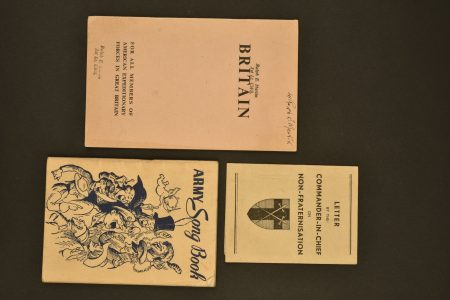 BRITAIN
FOR ALL MEMBERS OF
AMERICAN EXPEDITIONARY
FORCES IN GREAT BRITAIN
ARMY Song Book
LETTER
BY THE
COMMANDER-IN-CHIEF
ON
NON-FRATERNISATION